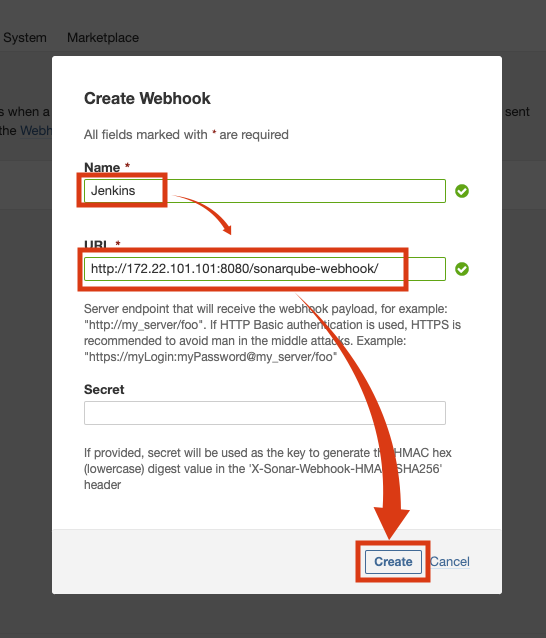 System Marketplace
s when a
sent
the Webh
Create Webhook
All fields marked with * are required
Name *
Jenkins
URL *
http://172.22.101.101:8080/sonarqube-webhook/
Server endpoint that will receive the webhook payload, for example:
"http://my_server/foo". If HTTP Basic authentication is used, HTTPS is
recommended to avoid man in the middle attacks. Example:
"https://myLogin:myPassword@my_server/foo"
Secret
If provided, secret will be used as the key to generate the HMAC hex
(lowercase) digest value in the 'X-Sonar-Webhook-HMAC-SHA256'
header
Create Cancel